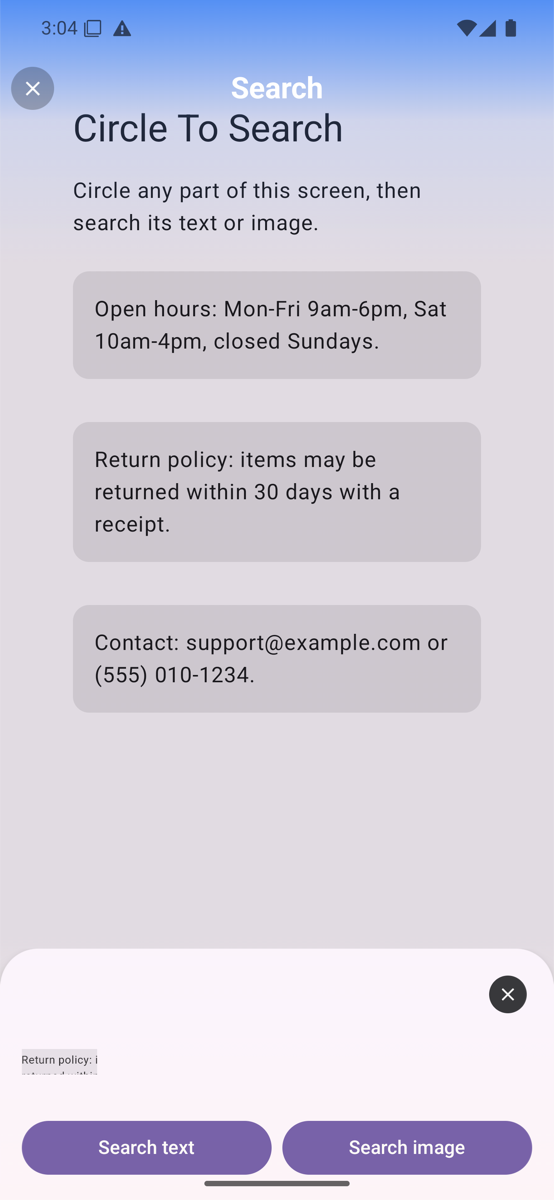 3:04
Search
Circle To Search
Circle any part of this screen, then
search its text or image.
Open hours: Mon-Fri 9am-6pm, Sat
10am-4pm, closed Sundays.
Return policy: items may be
returned within 30 days with a
receipt.
Contact: support@example.com or
(555) 010-1234.
Return policy: i
Search text
Search image